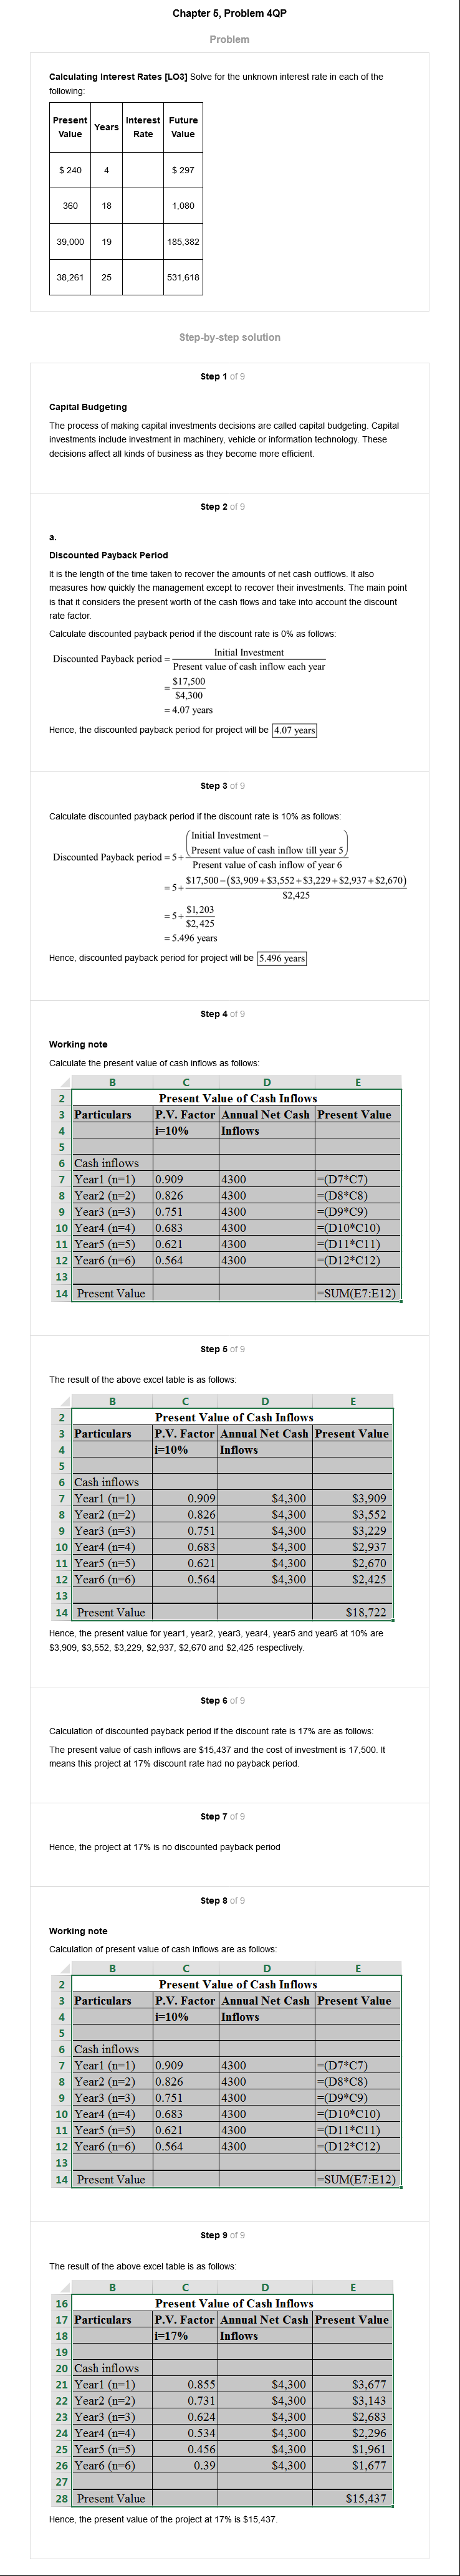 Chapter 5, Problem 4QP
Problem
Calculating Interest Rates [LO3] Solve for the unknown interest rate in each of the
following:
Present Value Years Interest Rate Future Value
$ 240 4 $ 297
360 18 1,080
39,000 19 185,382
38,261 25 531,618
Step-by-step solution
Step 1 of 9
Capital Budgeting
The process of making capital investments decisions are called capital budgeting. Capital
investments include investment in machinery, vehicle or information technology. These
decisions affect all kinds of business as they become more efficient.
Step 2 of 9
a.
Discounted Payback Period
It is the length of the time taken to recover the amounts of net cash outflows. It also
measures how quickly the management except to recover their investments. The main point
is that it considers the present worth of the cash flows and take into account the discount
rate factor.
Calculate discounted payback period if the discount rate is 0% as follows:
Discounted Payback period = Initial Investment / Present value of cash inflow each year
= $17,500 / $4,300
= 4.07 years
Hence, the discounted payback period for project will be 4.07 years
Step 3 of 9
Calculate discounted payback period if the discount rate is 10% as follows:
Discounted Payback period = 5+ (Initial Investment − Present value of cash inflow till year 5) / Present value of cash inflow of year 6
= 5+ $17,500−($3,909+$3,552+$3,229+$2,937+$2,670) / $2,425
= 5+ $1,203 / $2,425
= 5.496 years
Hence, discounted payback period for project will be 5.496 years
Step 4 of 9
Working note
Calculate the present value of cash inflows as follows:
B C D E
2 Present Value of Cash Inflows
3 Particulars P.V. Factor Annual Net Cash Present Value
4 i=10% Inflows
5
6 Cash inflows
7 Year1 (n=1) 0.909 4300 =(D7*C7)
8 Year2 (n=2) 0.826 4300 =(D8*C8)
9 Year3 (n=3) 0.751 4300 =(D9*C9)
10 Year4 (n=4) 0.683 4300 =(D10*C10)
11 Year5 (n=5) 0.621 4300 =(D11*C11)
12 Year6 (n=6) 0.564 4300 =(D12*C12)
13
14 Present Value =SUM(E7:E12)
Step 5 of 9
The result of the above excel table is as follows:
B C D E
2 Present Value of Cash Inflows
3 Particulars P.V. Factor Annual Net Cash Present Value
4 i=10% Inflows
5
6 Cash inflows
7 Year1 (n=1) 0.909 $4,300 $3,909
8 Year2 (n=2) 0.826 $4,300 $3,552
9 Year3 (n=3) 0.751 $4,300 $3,229
10 Year4 (n=4) 0.683 $4,300 $2,937
11 Year5 (n=5) 0.621 $4,300 $2,670
12 Year6 (n=6) 0.564 $4,300 $2,425
13
14 Present Value $18,722
Hence, the present value for year1, year2, year3, year4, year5 and year6 at 10% are
$3,909, $3,552, $3,229, $2,937, $2,670 and $2,425 respectively.
Step 6 of 9
Calculation of discounted payback period if the discount rate is 17% are as follows:
The present value of cash inflows are $15,437 and the cost of investment is 17,500. It
means this project at 17% discount rate had no payback period.
Step 7 of 9
Hence, the project at 17% is no discounted payback period
Step 8 of 9
Working note
Calculation of present value of cash inflows are as follows:
B C D E
2 Present Value of Cash Inflows
3 Particulars P.V. Factor Annual Net Cash Present Value
4 i=10% Inflows
5
6 Cash inflows
7 Year1 (n=1) 0.909 4300 =(D7*C7)
8 Year2 (n=2) 0.826 4300 =(D8*C8)
9 Year3 (n=3) 0.751 4300 =(D9*C9)
10 Year4 (n=4) 0.683 4300 =(D10*C10)
11 Year5 (n=5) 0.621 4300 =(D11*C11)
12 Year6 (n=6) 0.564 4300 =(D12*C12)
13
14 Present Value =SUM(E7:E12)
Step 9 of 9
The result of the above excel table is as follows:
B C D E
16 Present Value of Cash Inflows
17 Particulars P.V. Factor Annual Net Cash Present Value
18 i=17% Inflows
19
20 Cash inflows
21 Year1 (n=1) 0.855 $4,300 $3,677
22 Year2 (n=2) 0.731 $4,300 $3,143
23 Year3 (n=3) 0.624 $4,300 $2,683
24 Year4 (n=4) 0.534 $4,300 $2,296
25 Year5 (n=5) 0.456 $4,300 $1,961
26 Year6 (n=6) 0.39 $4,300 $1,677
27
28 Present Value $15,437
Hence, the present value of the project at 17% is $15,437.